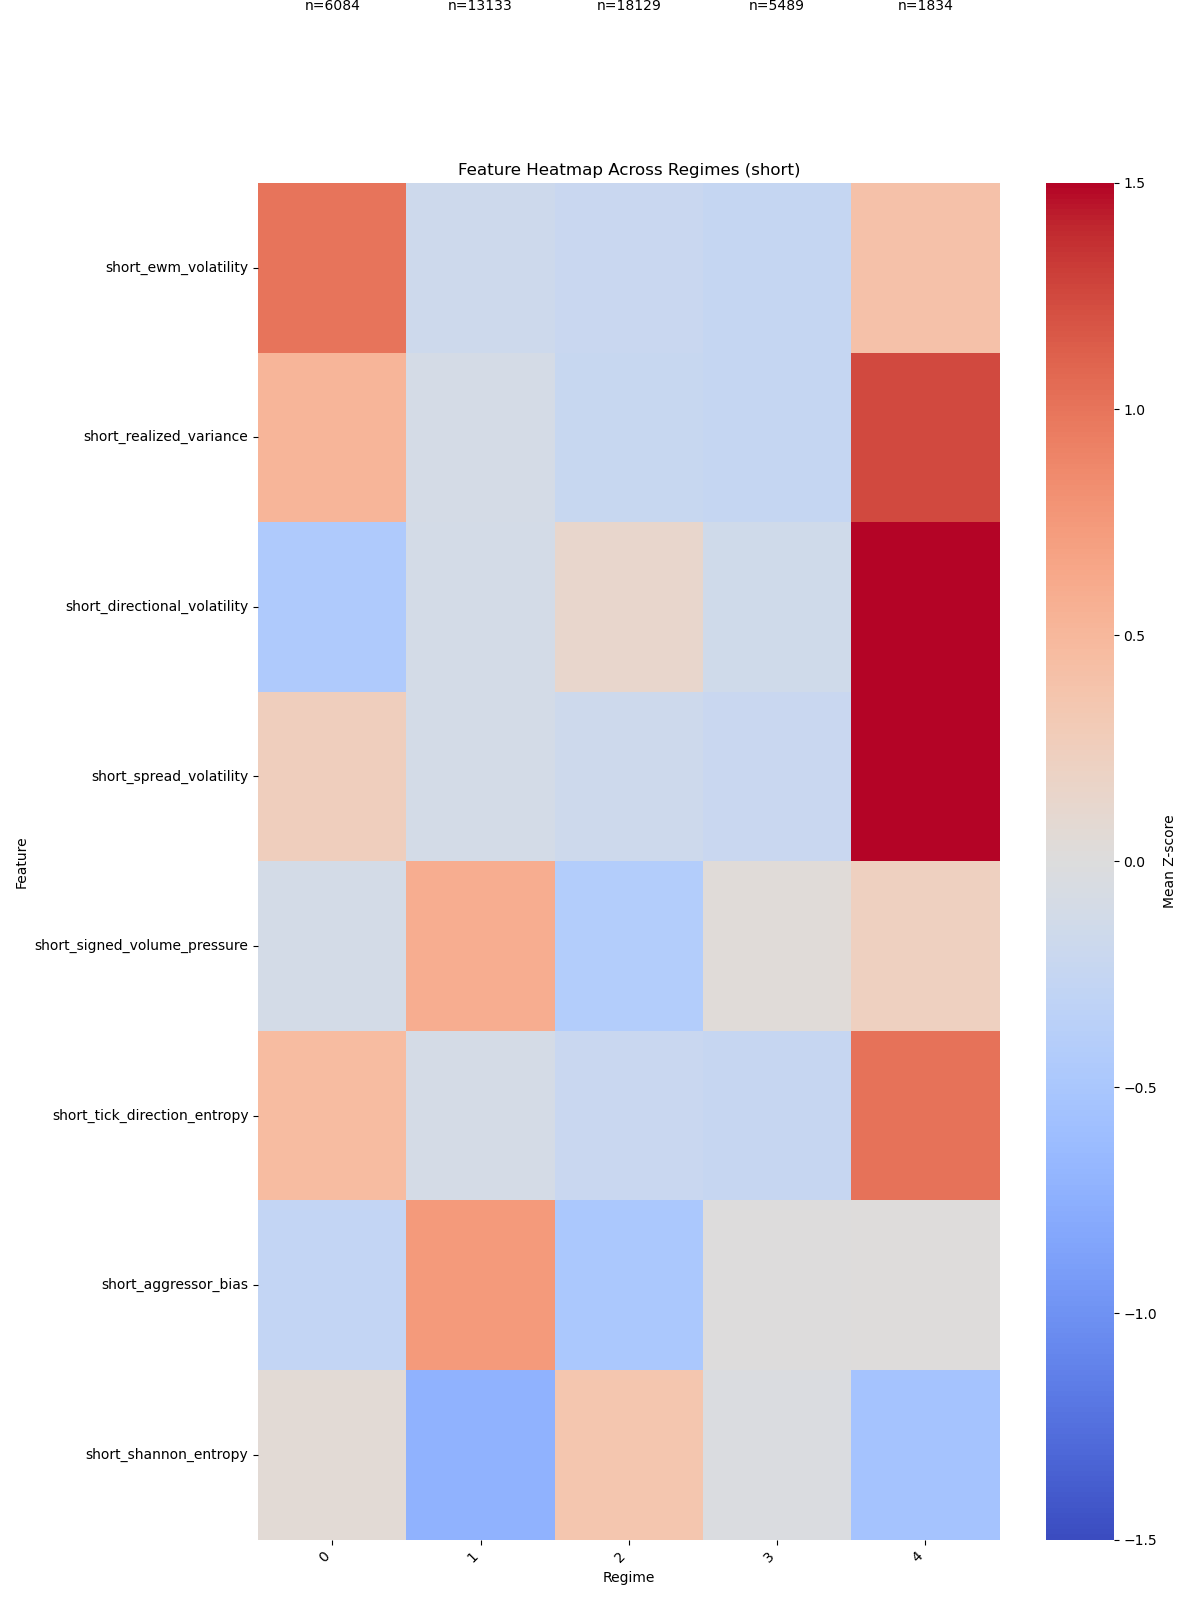 n=6084 n=13133 n=18129 n=5489 n=1834
Feature Heatmap Across Regimes (short)
short_ewm_volatility
short_realized_variance
short_directional_volatility
short_spread_volatility
short_signed_volume_pressure
short_tick_direction_entropy
short_aggressor_bias
short_shannon_entropy
Feature
0 1 2 3 4
Regime
1.5
1.0
0.5
0.0
−0.5
−1.0
−1.5
Mean Z-score